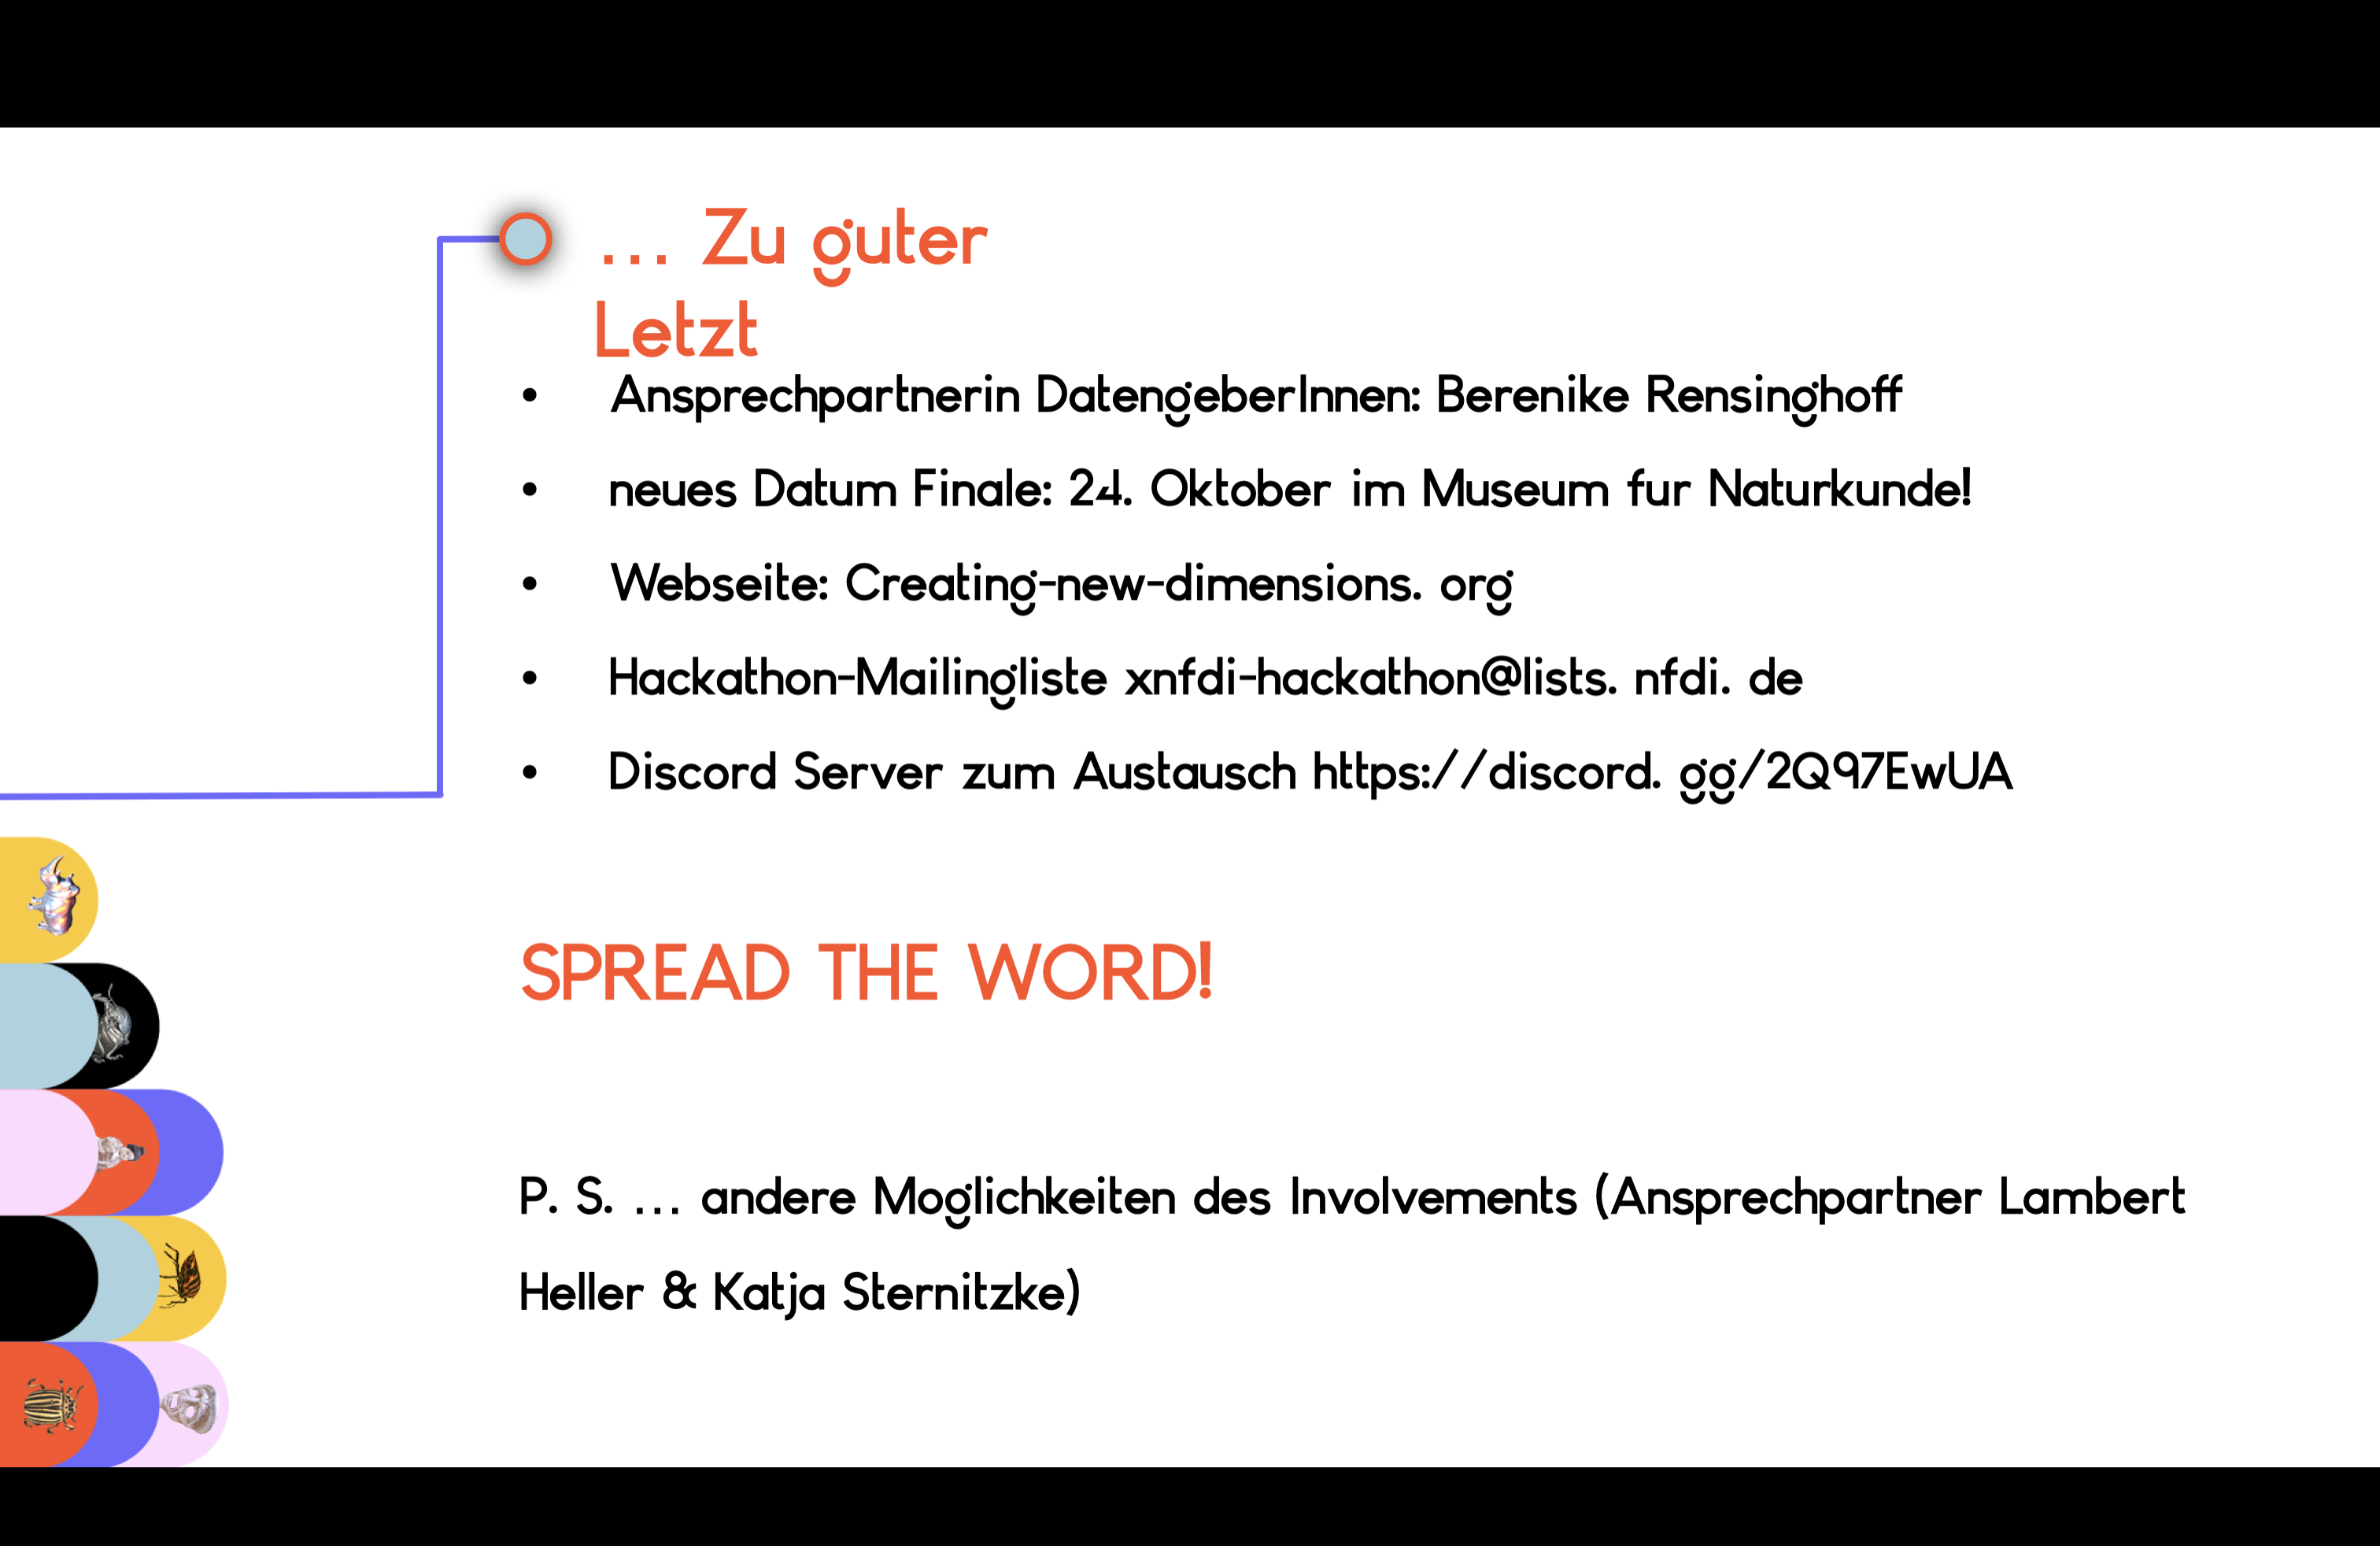 ... Zu guter
Letzt
• Ansprechpartnerin DatengeberInnen: Berenike Rensinghoff
• neues Datum Finale: 24. Oktober im Museum fur Naturkunde!
• Webseite: Creating-new-dimensions. org
• Hackathon-Mailingliste xnfdi-hackathon@lists. nfdi. de
• Discord Server zum Austausch https://discord. gg/2Q97EwUA
SPREAD THE WORD!
P. S. ... andere Moglichkeiten des Involvements (Ansprechpartner Lambert
Heller & Katja Sternitzke)